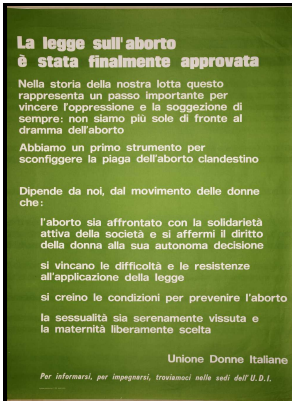 La legge sull'aborto
è stata finalmente approvata
Nella storia della nostra lotta questo
rappresenta un passo importante per
vincere l'oppressione e la soggezione di
sempre: non siamo più sole di fronte al
dramma dell'aborto
Abbiamo un primo strumento per
sconfiggere la piaga dell'aborto clandestino
Dipende da noi, dal movimento delle donne
che:
l'aborto sia affrontato con la solidarietà
attiva della società e si affermi il diritto
della donna alla sua autonoma decisione
si vincano le difficoltà e le resistenze
all'applicazione della legge
si creino le condizioni per prevenire l'aborto
la sessualità sia serenamente vissuta e
la maternità liberamente scelta
Unione Donne Italiane
Per informarsi, per impegnarsi, troviamoci nelle sedi dell'U.D.I.